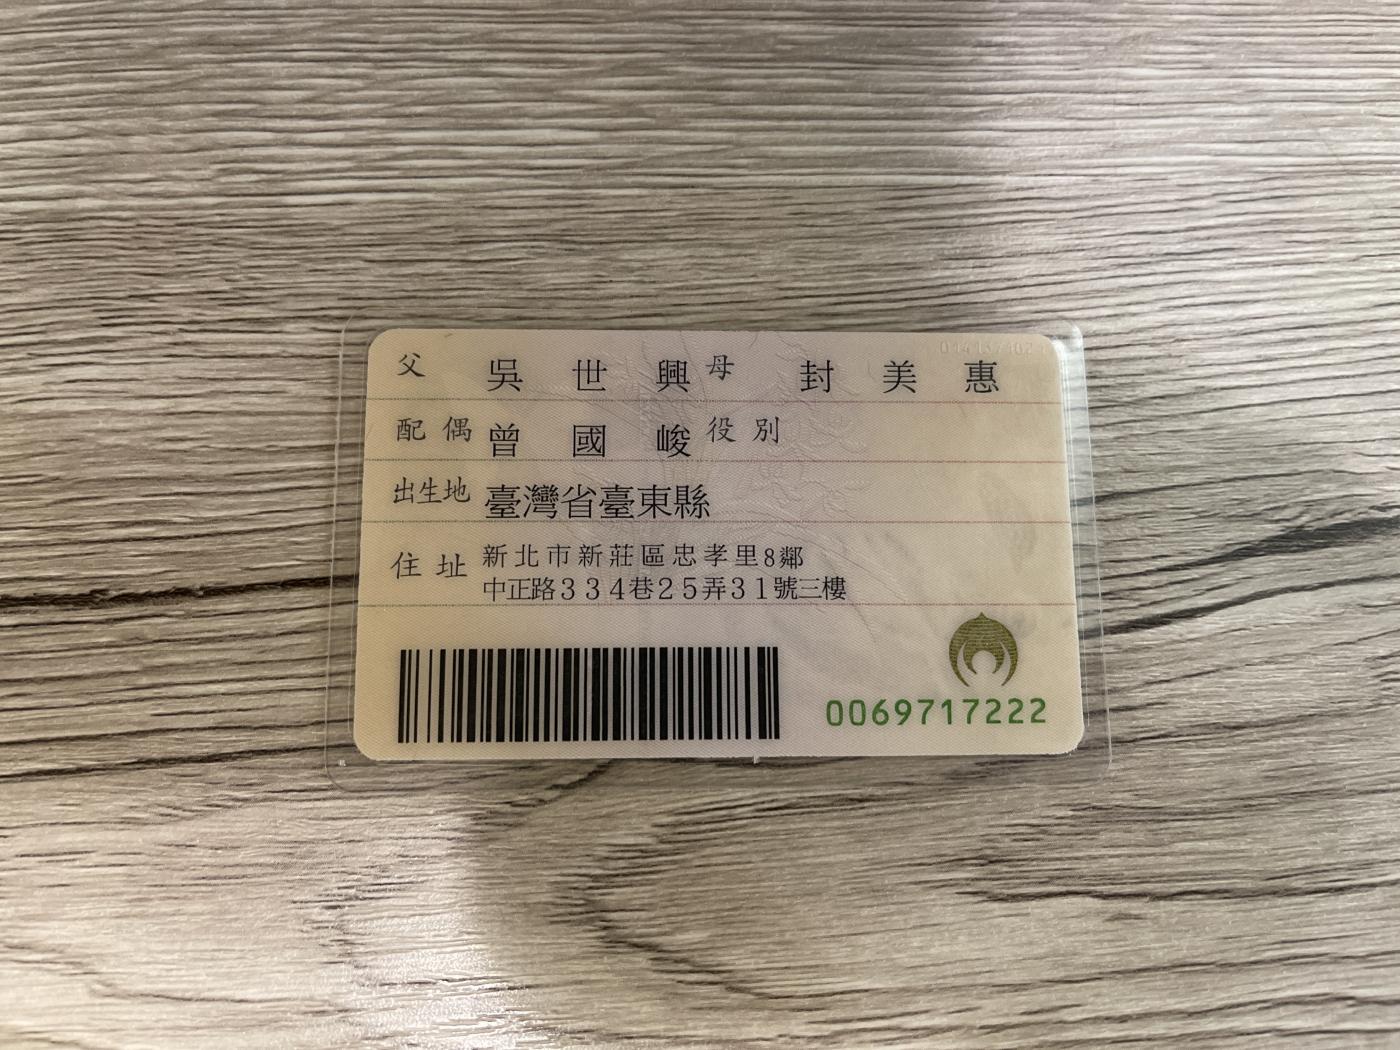 父 吳世興 母 封美惠
配偶 曾國峻 役別
出生地 臺灣省臺東縣
住址 新北市新莊區忠孝里8鄰
中正路334巷25弄31號三樓
0069717222